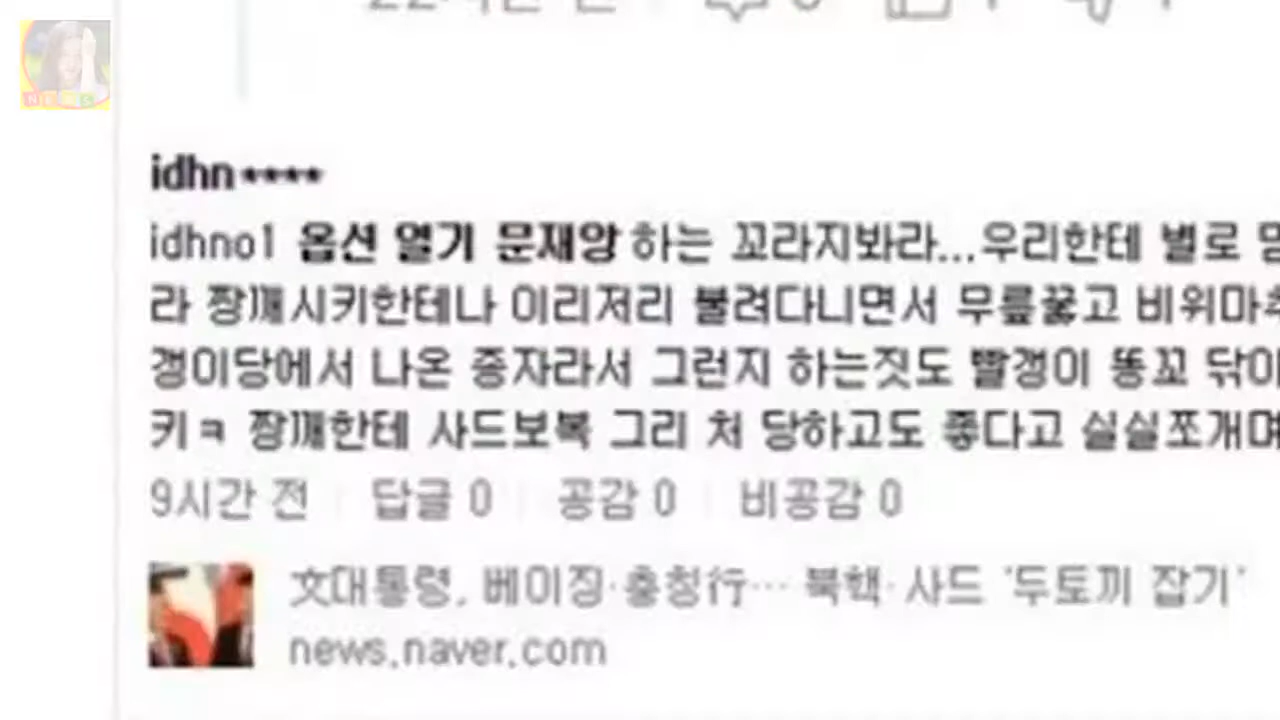 NEWS
idhn****
idhno1 옵션 열기 문재앙 하는 꼬라지봐라...우리한테 별로
라 짱깨시키한테나 이리저리 불려다니면서 무릎꿇고 비위마추
갱이당에서 나온 종자라서 그런지 하는짓도 빨갱이 똥꼬 닦이
키ㅋ 짱깨한테 사드보복 그리 처 당하고도 좋다고 실실쪼개며
9시간 전 답글 0 공감 0 비공감 0
文대통령, 베이징·충칭行… 북핵·사드 '두토끼 잡기'
news.naver.com